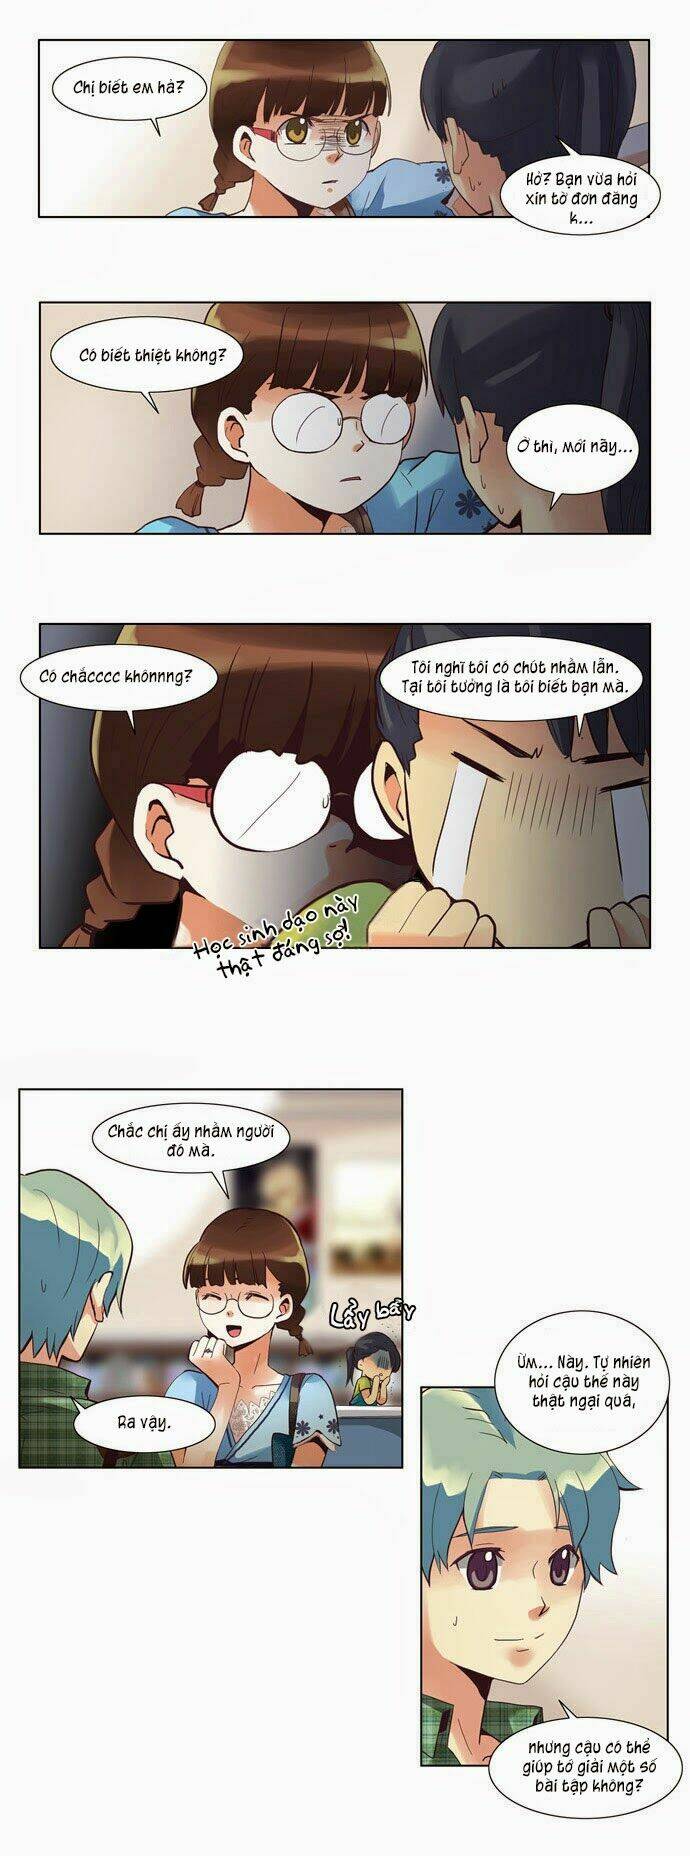 Chị biết em hả?
Hở? Bạn vừa hỏi
xin tờ đơn đăng
k...
Có biết thiệt không?
Ở thì, mới nãy...
Có chắcccc khônnng?
Tôi nghĩ tôi có chút nhầm lẫn.
Tại tôi tưởng là tôi biết bạn mà.
Học sinh dạo này
thật đáng sợ!
Chắc chị ấy nhầm người
đó mà.
Lẩy bẩy
Ra vậy.
Ừm... Này. Tự nhiên
hỏi cậu thế này
thật ngại quá,
nhưng cậu có thể
giúp tớ giải một số
bài tập không?